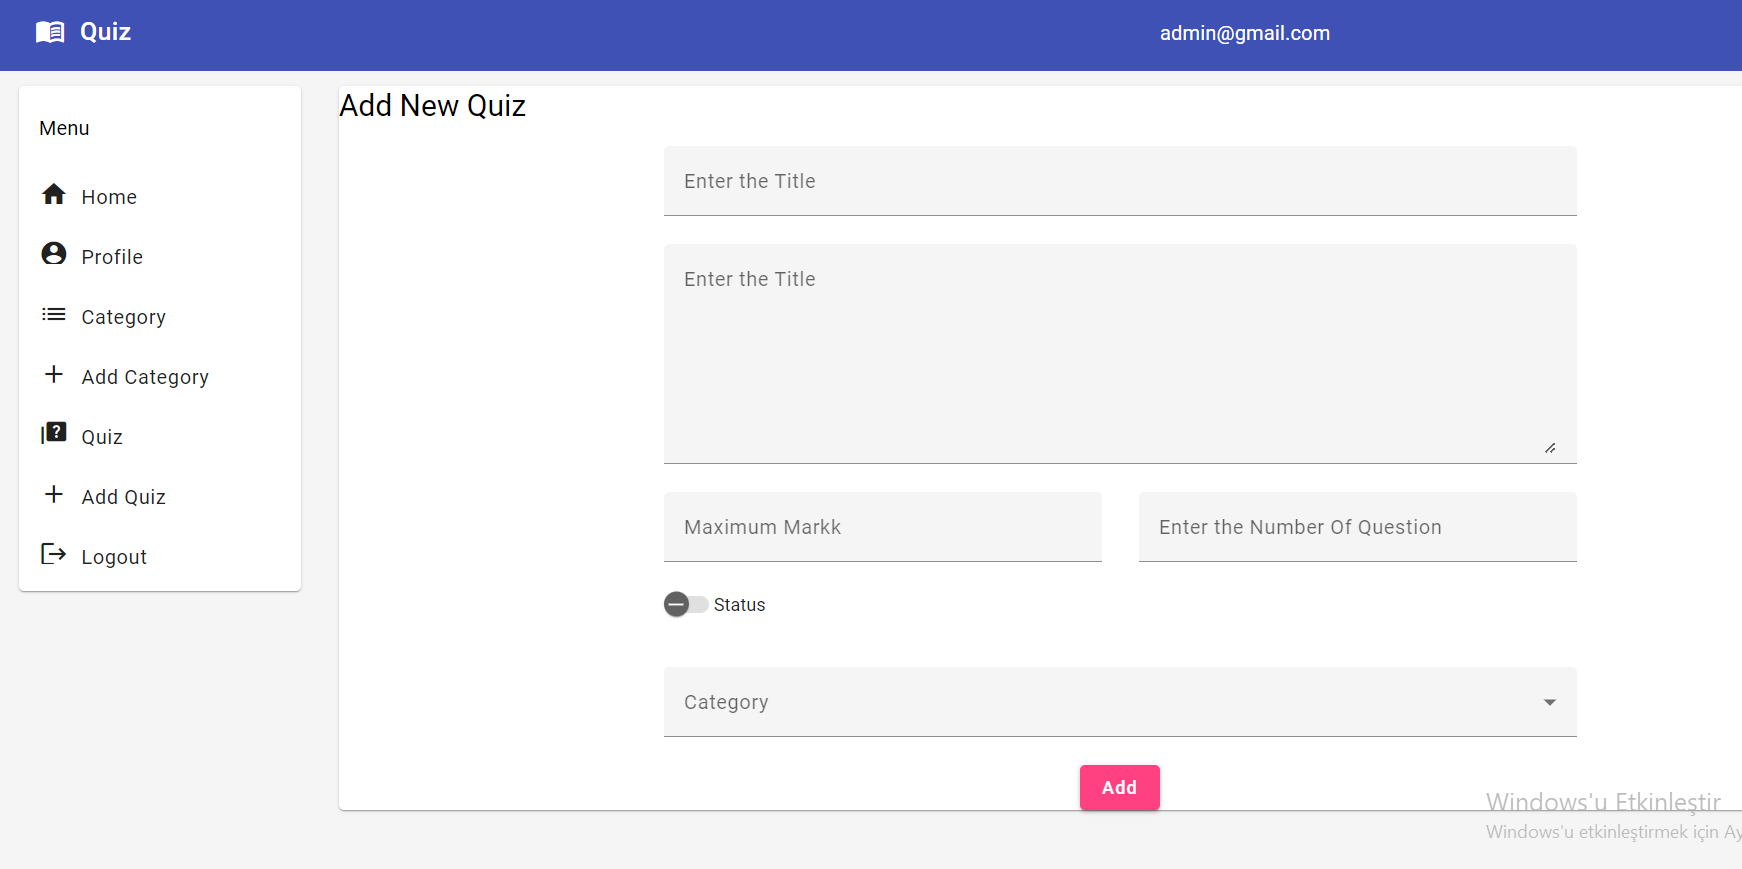 Quiz
admin@gmail.com
Menu
Home
Profile
Category
Add Category
Quiz
Add Quiz
Logout
Add New Quiz
Enter the Title
Enter the Title
Maximum Markk
Enter the Number Of Question
Status
Category
Add
Windows'u Etkinleştir
Windows'u etkinleştirmek için Ay